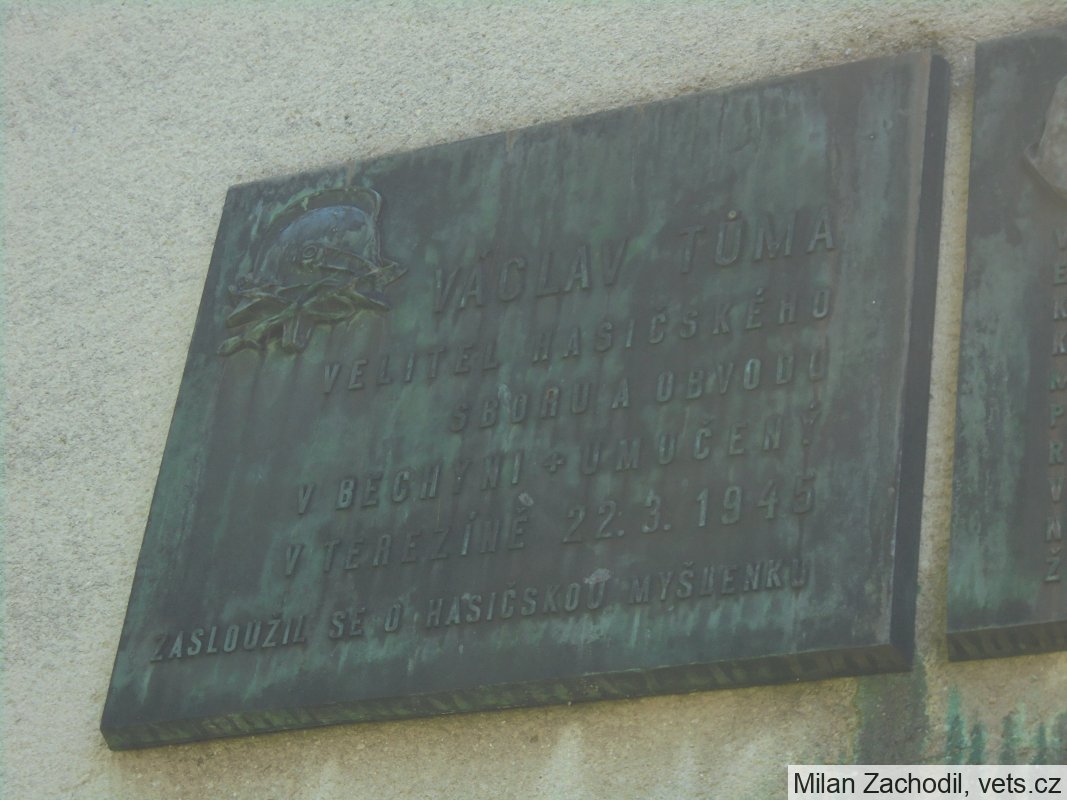 VÁCLAV TŮMA
VELITEL HASIČSKÉHO
SBORU A OBVODU
V BECHYNI + UMUČENÝ
V TEREZÍNĚ 22. 3. 1945
ZASLOUŽIL SE O HASIČSKOU MYŠLENKU
Milan Zachodil, vets.cz